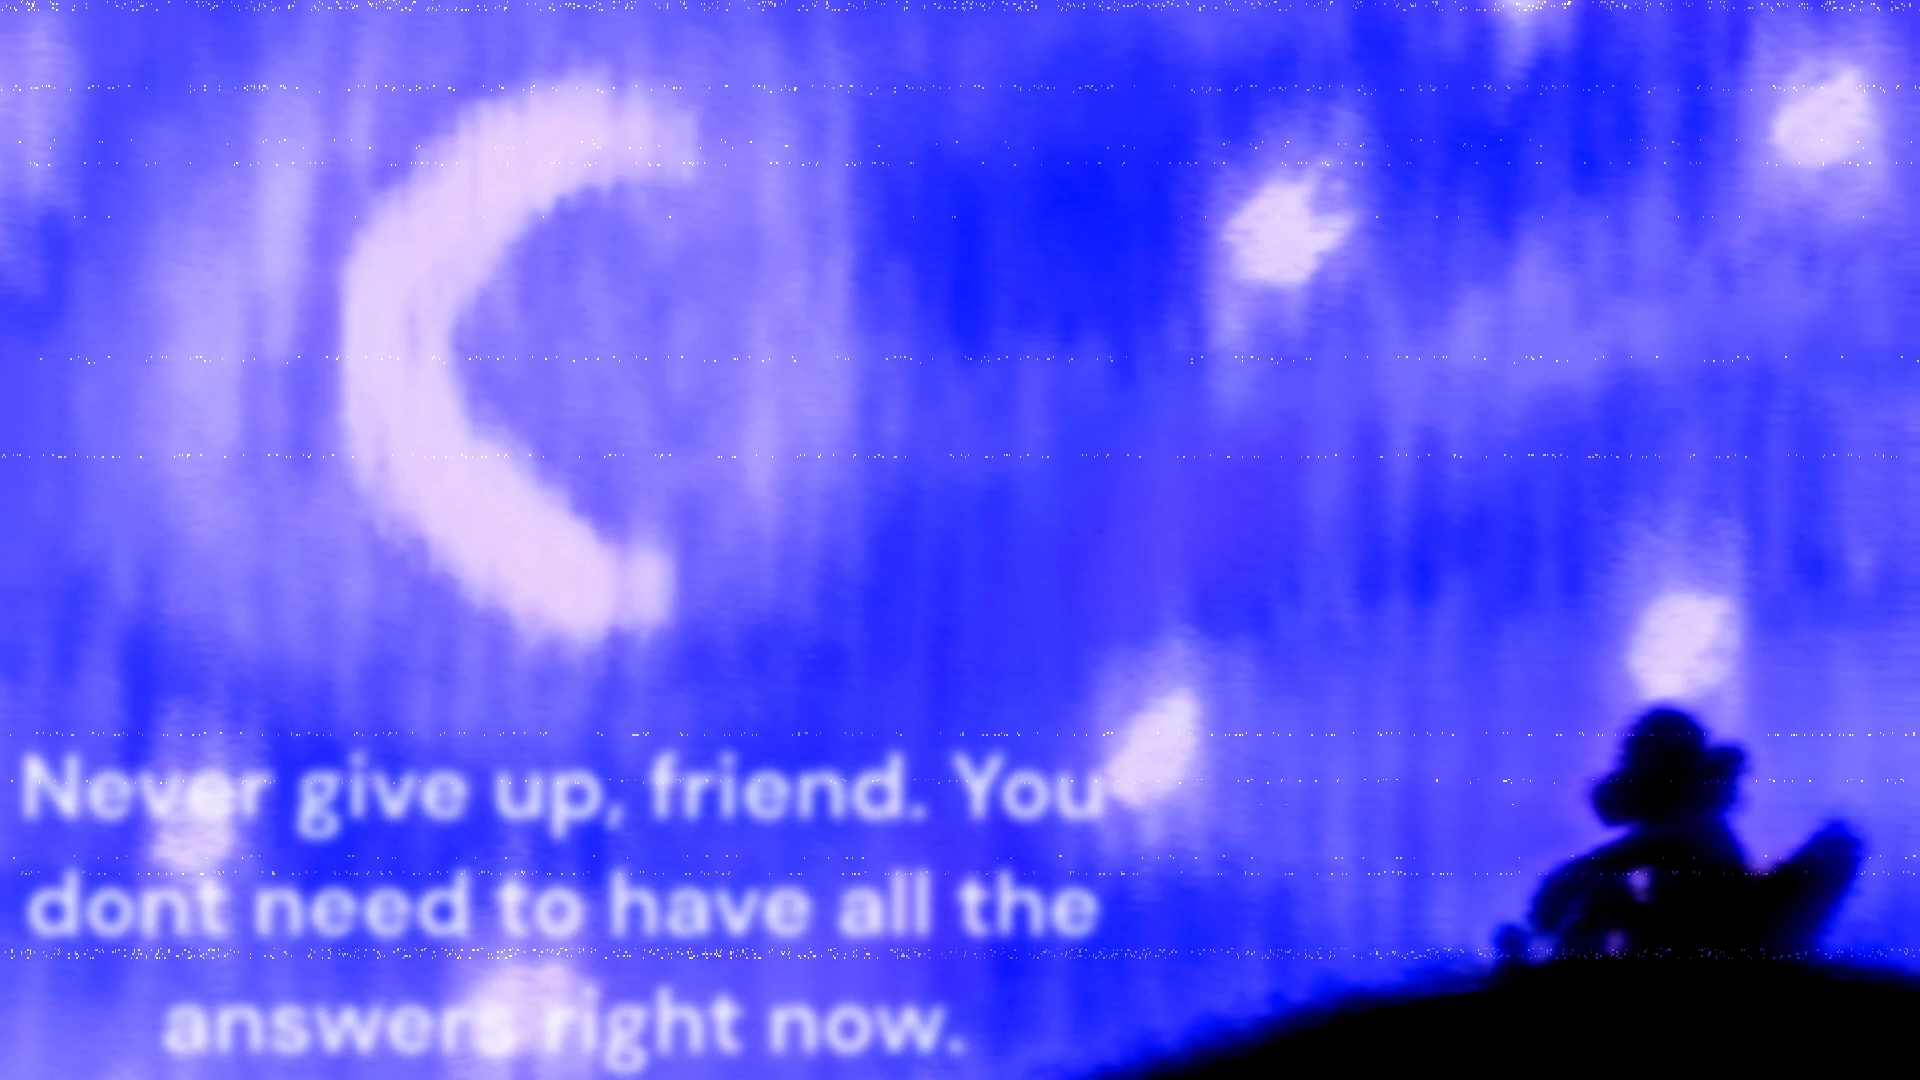 Never give up, friend. You
dont need to have all the
answers right now.